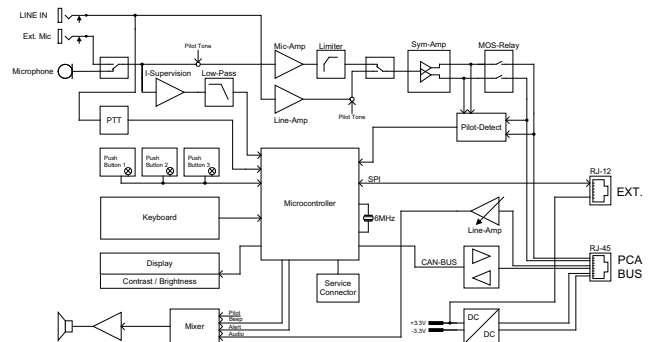 LINE IN
Ext. Mic
Microphone
Pilot Tone
Mic-Amp
Limiter
Sym-Amp
MOS-Relay
I-Supervision
Low-Pass
Line-Amp
Pilot Tone
PTT
Pilot-Detect
Push Button 1
Push Button 2
Push Button 3
Microcontroller
SPI
RJ-12
EXT.
Keyboard
6MHz
Line-Amp
RJ-45
PCA
BUS
Display
Contrast / Brightness
CAN-BUS
Service
Connector
Mixer
Pilot
Beep
Alert
Audio
+3.3V
-3.3V
DC
DC